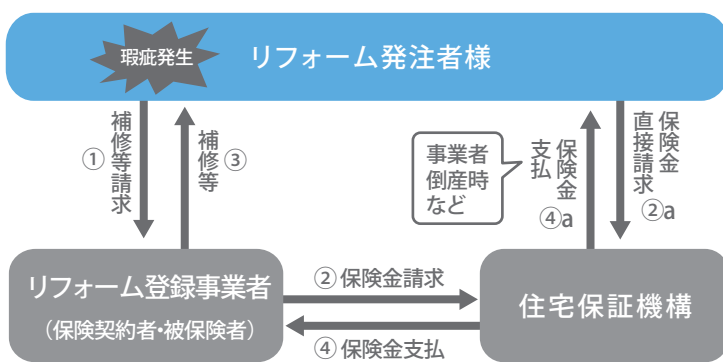 瑕疵発生
リフォーム発注者様
①補修等請求
③補修等
事業者
倒産時
など
④a保険金
支払
②a保険金
直接請求
リフォーム登録事業者
（保険契約者・被保険者）
②保険金請求
④保険金支払
住宅保証機構